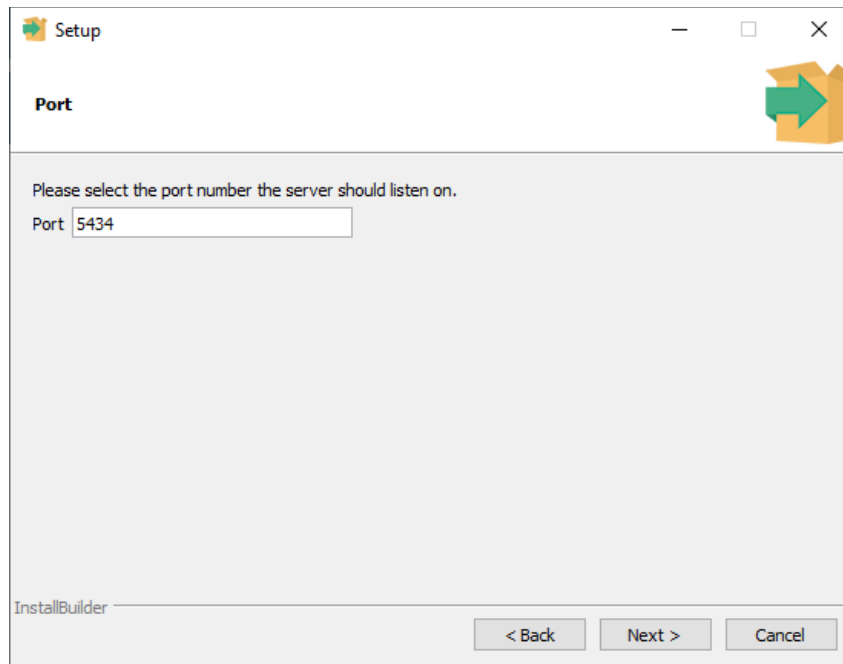 Setup
Port
Please select the port number the server should listen on.
Port 5434
InstallBuilder
< Back Next > Cancel